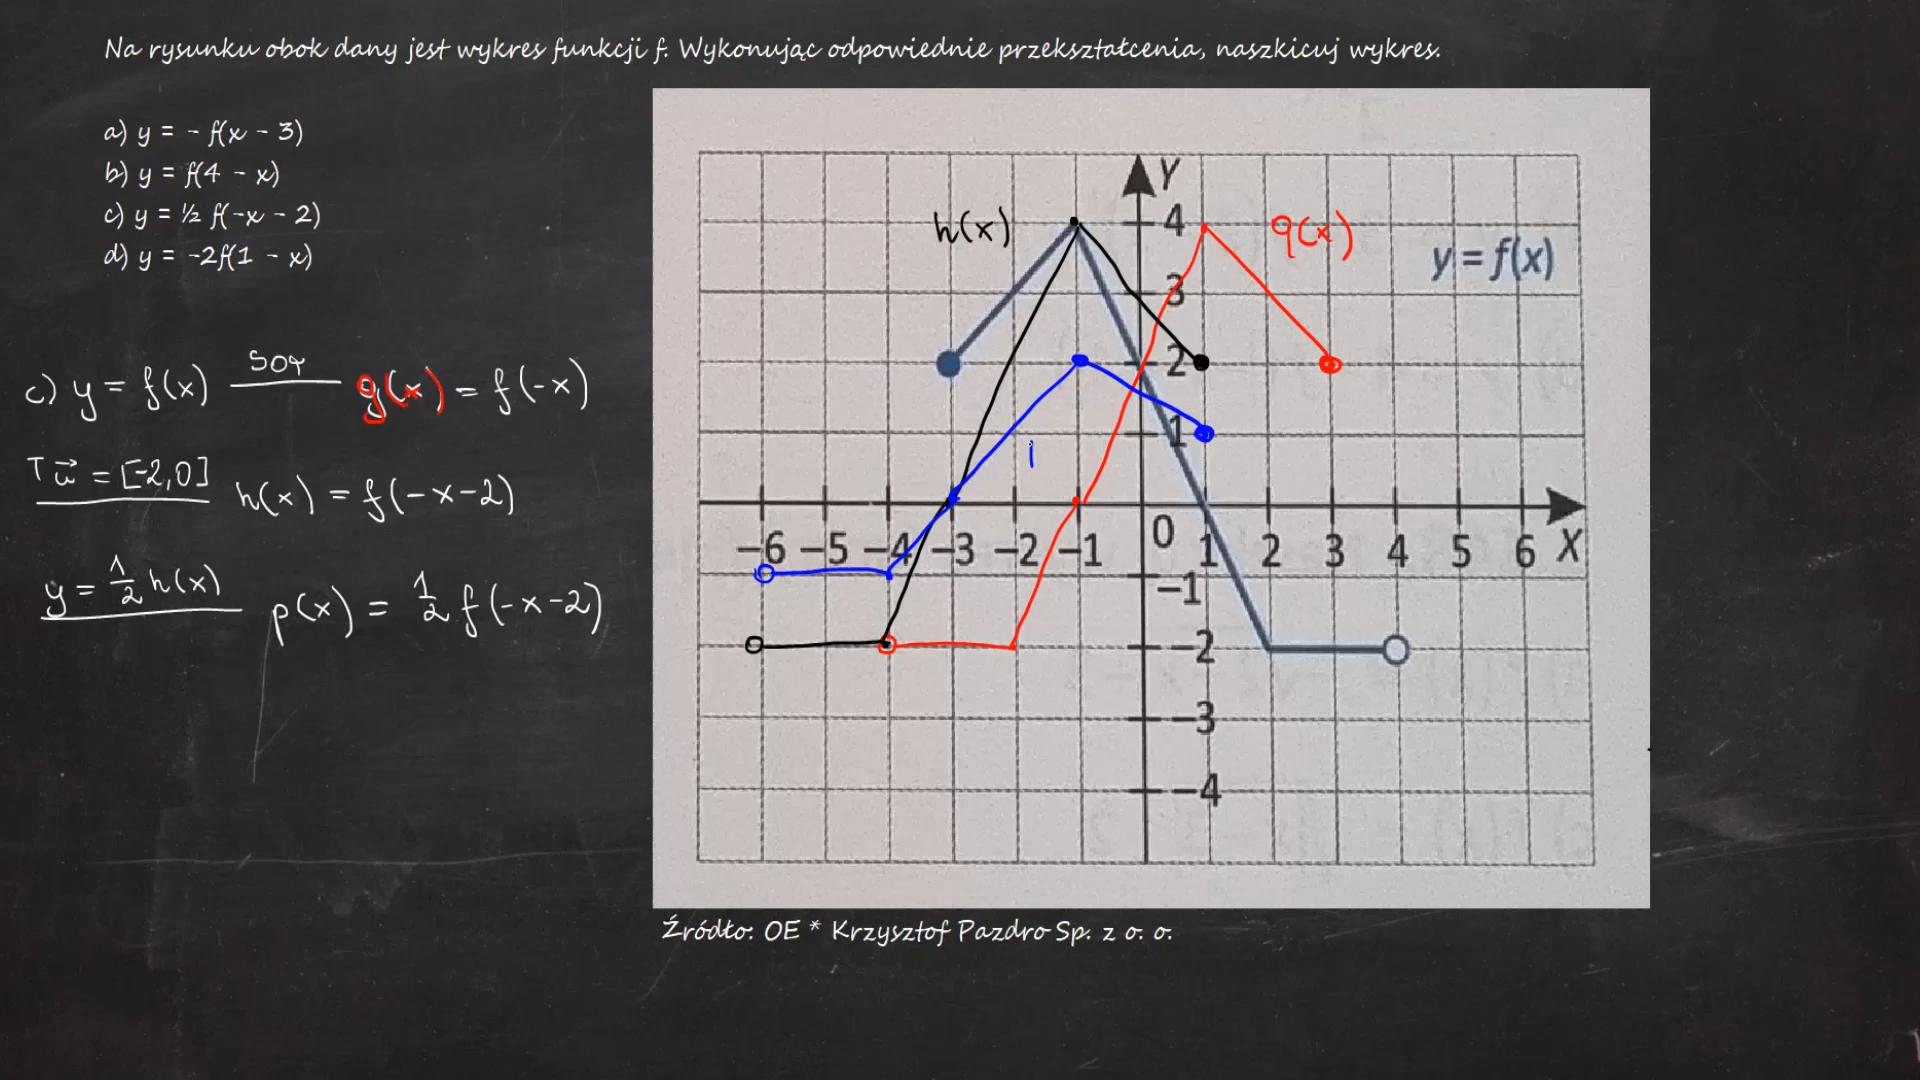 Na rysunku obok dany jest wykres funkcji f. Wykonując odpowiednie przekształcenia, naszkicuj wykres.
a) y = - f(x - 3)
b) y = f(4 - x)
c) y = ½ f(-x - 2)
d) y = -2f(1 - x)
c) y = f(x) SOY g(x) = f(-x)
T u⃗ = [-2,0] h(x) = f(-x-2)
y = 1/2 h(x) p(x) = 1/2 f(-x-2)
Y
h(x) 4 g(x)
y = f(x)
3
2
1
-6 -5 -4 -3 -2 -1 0 1 2 3 4 5 6 X
-1
-2
-3
-4
Źródło: OE * Krzysztof Pazdro Sp. z o. o.